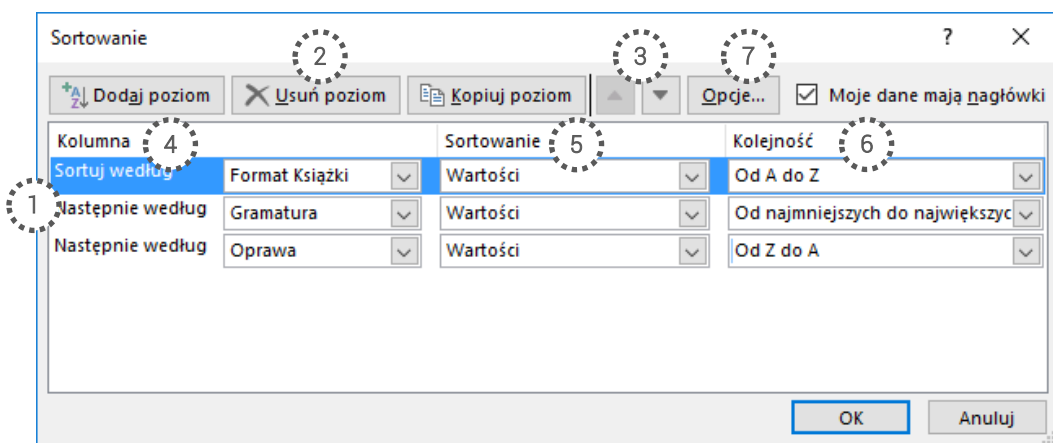 Sortowanie ? ×
2 3 7
Dodaj poziom Usuń poziom Kopiuj poziom Opcje... Moje dane mają nagłówki
Kolumna 4 Sortowanie 5 Kolejność 6
Sortuj według Format Książki Wartości Od A do Z
1 Następnie według Gramatura Wartości Od najmniejszych do największyc
Następnie według Oprawa Wartości Od Z do A
OK Anuluj